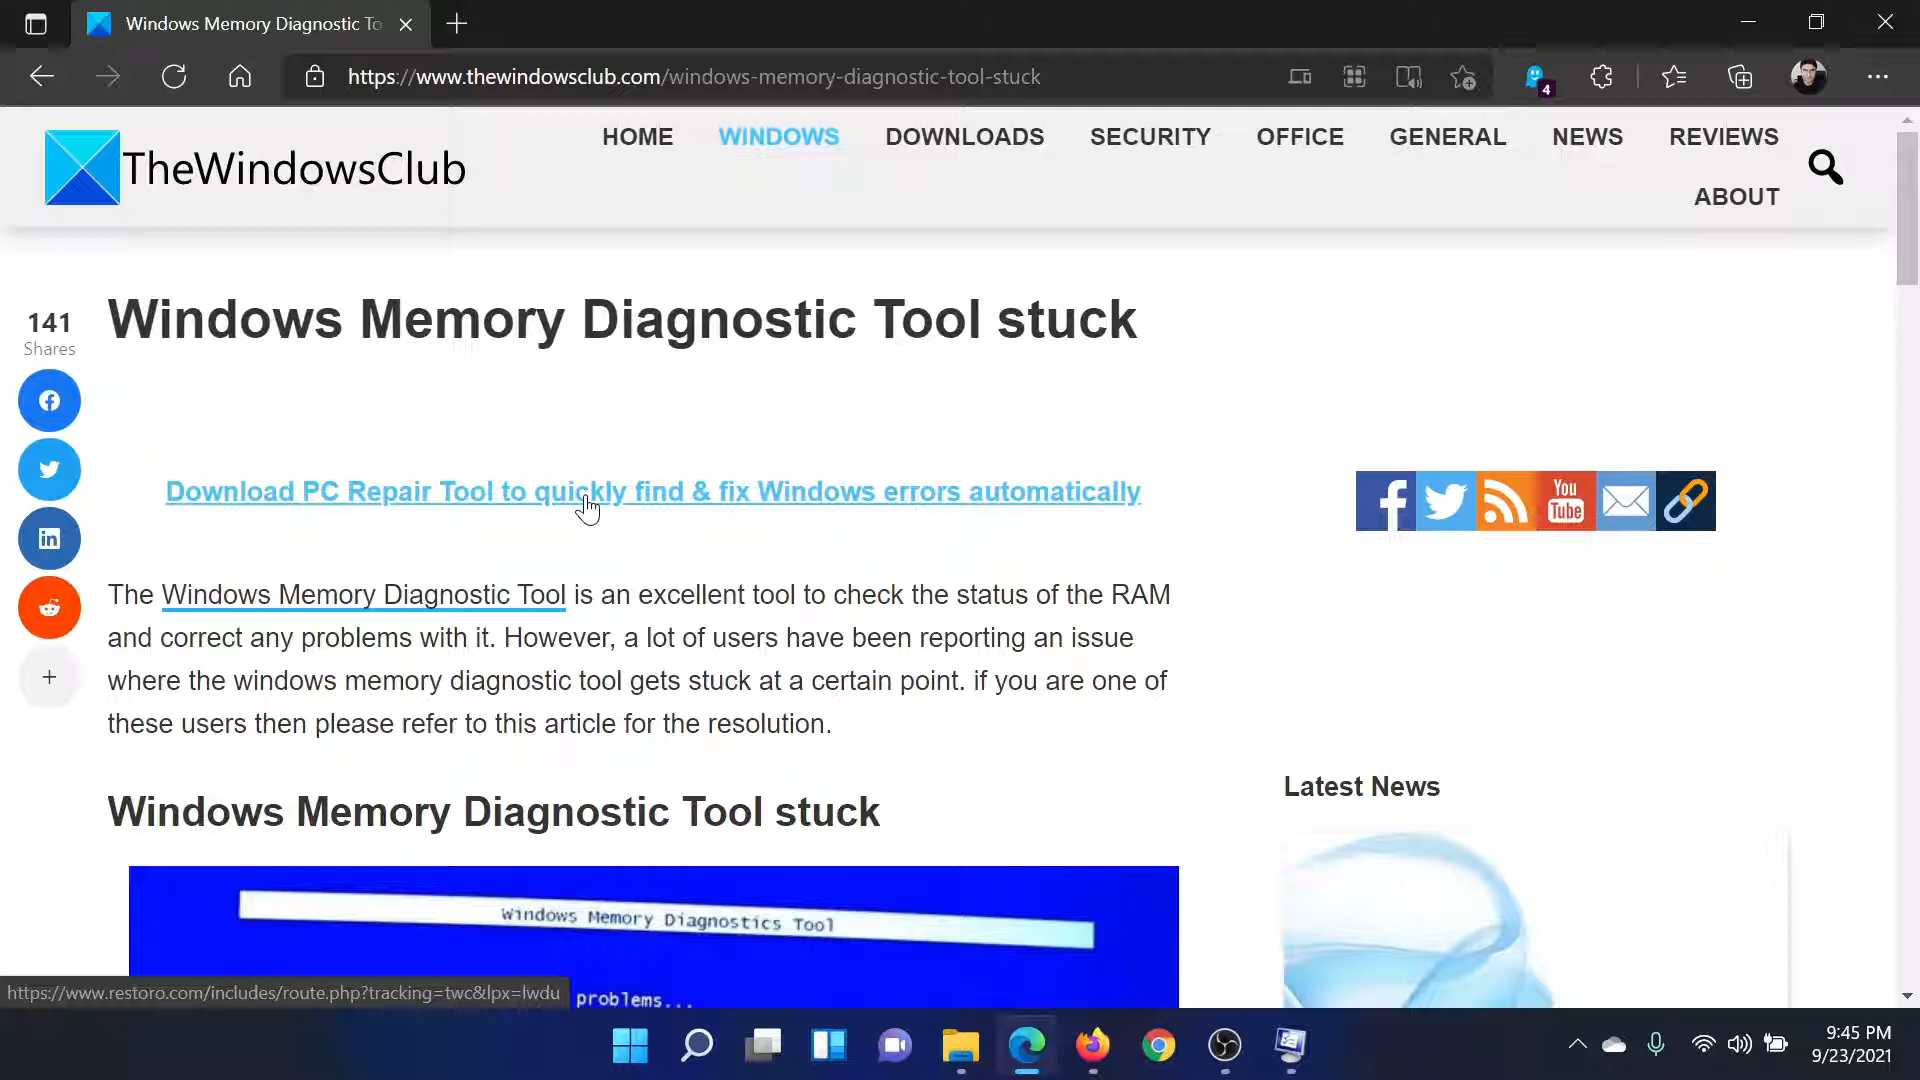 Windows Memory Diagnostic To
https://www.thewindowsclub.com/windows-memory-diagnostic-tool-stuck
4
TheWindowsClub
HOME WINDOWS DOWNLOADS SECURITY OFFICE GENERAL NEWS REVIEWS
ABOUT
Windows Memory Diagnostic Tool stuck
141
Shares
Download PC Repair Tool to quickly find & fix Windows errors automatically
You
Tube
The Windows Memory Diagnostic Tool is an excellent tool to check the status of the RAM
and correct any problems with it. However, a lot of users have been reporting an issue
where the windows memory diagnostic tool gets stuck at a certain point. if you are one of
these users then please refer to this article for the resolution.
Latest News
Windows Memory Diagnostic Tool stuck
Windows Memory Diagnostics Tool
problems...
https://www.restoro.com/includes/route.php?tracking=twc&lpx=lwdu
9:45 PM
9/23/2021